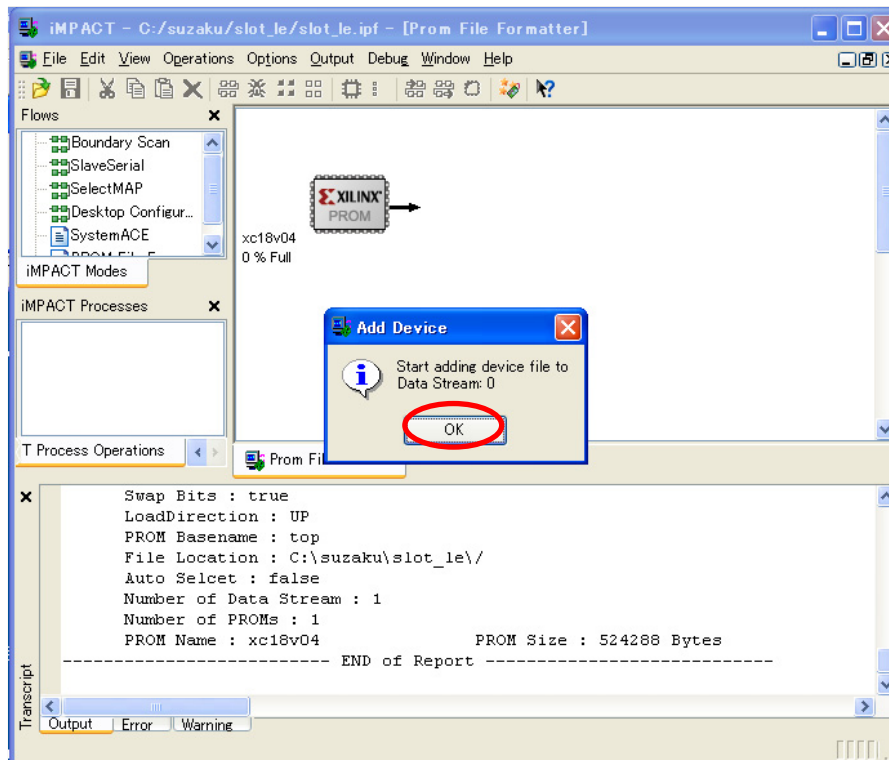 iMPACT - C:/suzaku/slot_le/slot_le.ipf - [Prom File Formatter]
File Edit View Operations Options Output Debug Window Help
Flows
Boundary Scan
SlaveSerial
SelectMAP
Desktop Configur...
SystemACE
iMPACT Modes
XILINX
PROM
xc18v04
0 % Full
iMPACT Processes
Add Device
Start adding device file to
Data Stream: 0
OK
T Process Operations
Prom Fi
Swap Bits : true
LoadDirection : UP
PROM Basename : top
File Location : C:\suzaku\slot_le\/
Auto Selcet : false
Number of Data Stream : 1
Number of PROMs : 1
PROM Name : xc18v04 PROM Size : 524288 Bytes
-------------------------- END of Report ----------------------------
Transcript
Output Error Warning